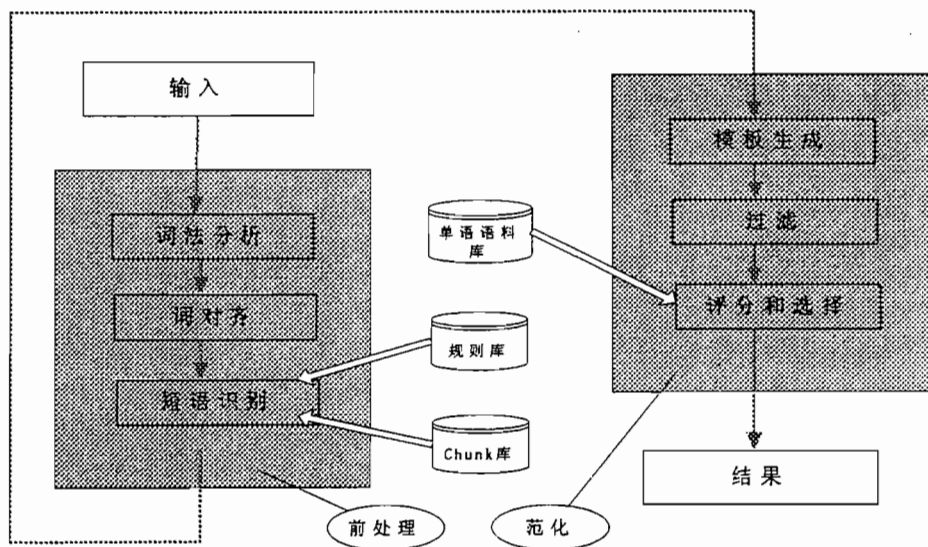 输入
词法分析
词对齐
短语识别
前处理
单语语料
库
规则库
Chunk库
模板生成
过滤
评分和选择
范化
结果